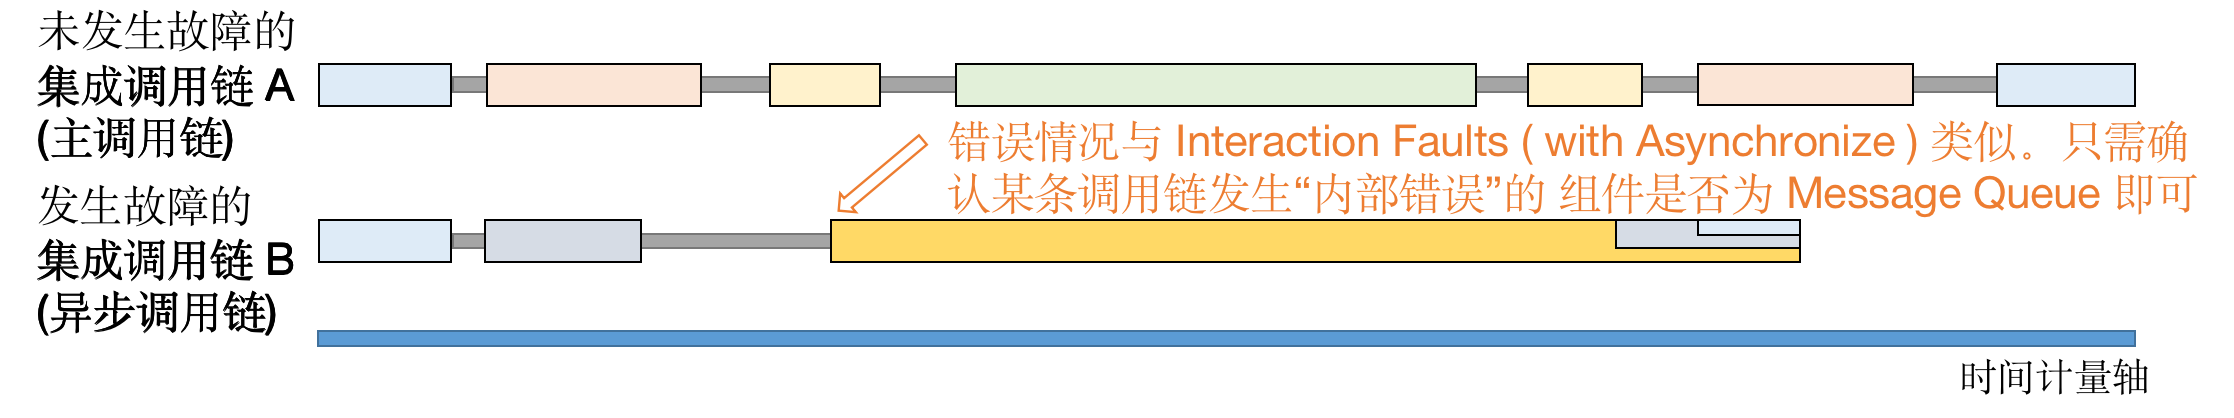 未发生故障的
集成调用链 A
(主调用链)
错误情况与 Interaction Faults ( with Asynchronize ) 类似。只需确
认某条调用链发生“内部错误”的 组件是否为 Message Queue 即可
发生故障的
集成调用链 B
(异步调用链)
时间计量轴